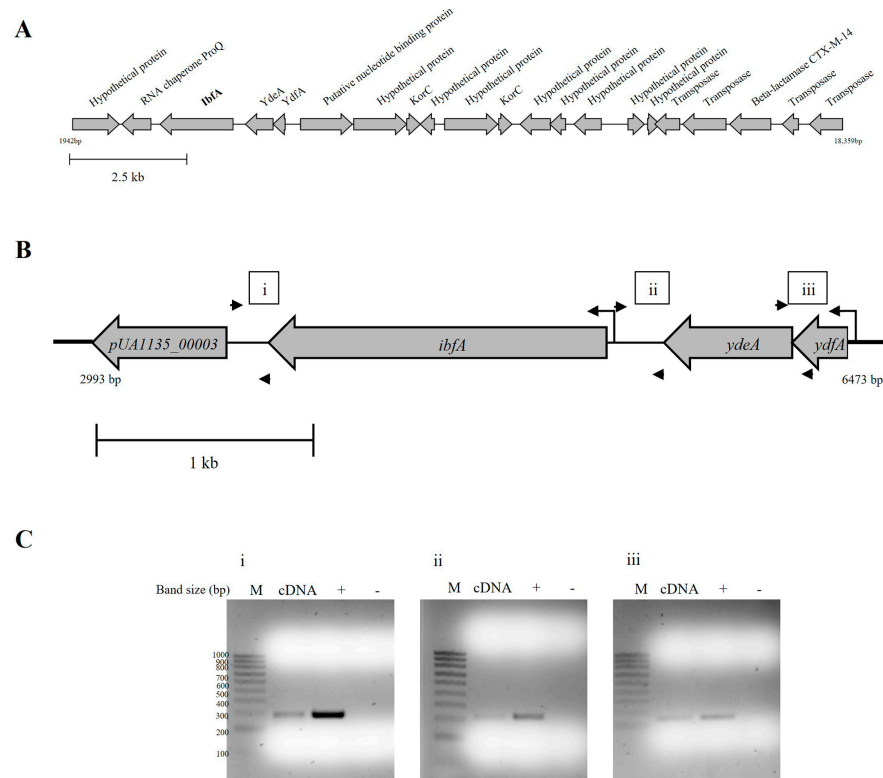 A
Hypothetical protein
RNA chaperone ProQ
IbfA
YdeA
YdfA
Putative nucleotide binding protein
Hypothetical protein
KorC
Hypothetical protein
Hypothetical protein
KorC
Hypothetical protein
Hypothetical protein
Hypothetical protein
Hypothetical protein
Hypothetical protein
Transposase
Transposase
Beta-lactamase CTX-M-14
Transposase
Transposase
1942bp
18,359bp
2.5 kb
B
i
ii
iii
pUA1135_00003
ibfA
ydeA
ydfA
2993 bp
6473 bp
1 kb
C
i
ii
iii
Band size (bp) M cDNA + -
M cDNA + -
M cDNA + -
1000
900
800
700
600
500
400
300
200
100